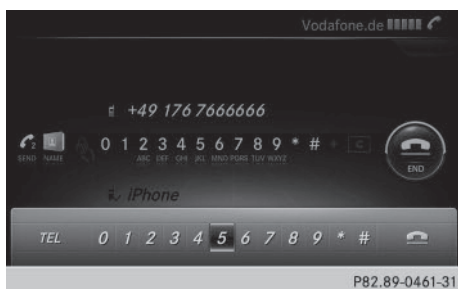 Vodafone.de
+49 176 7666666
0 1 2 3 4 5 6 7 8 9 * # + C
ABC DEF GHI JKL MNO PQRS TUV WXYZ
SEND NAME
END
iPhone
TEL 0 1 2 3 4 5 6 7 8 9 * #
P82.89-0461-31